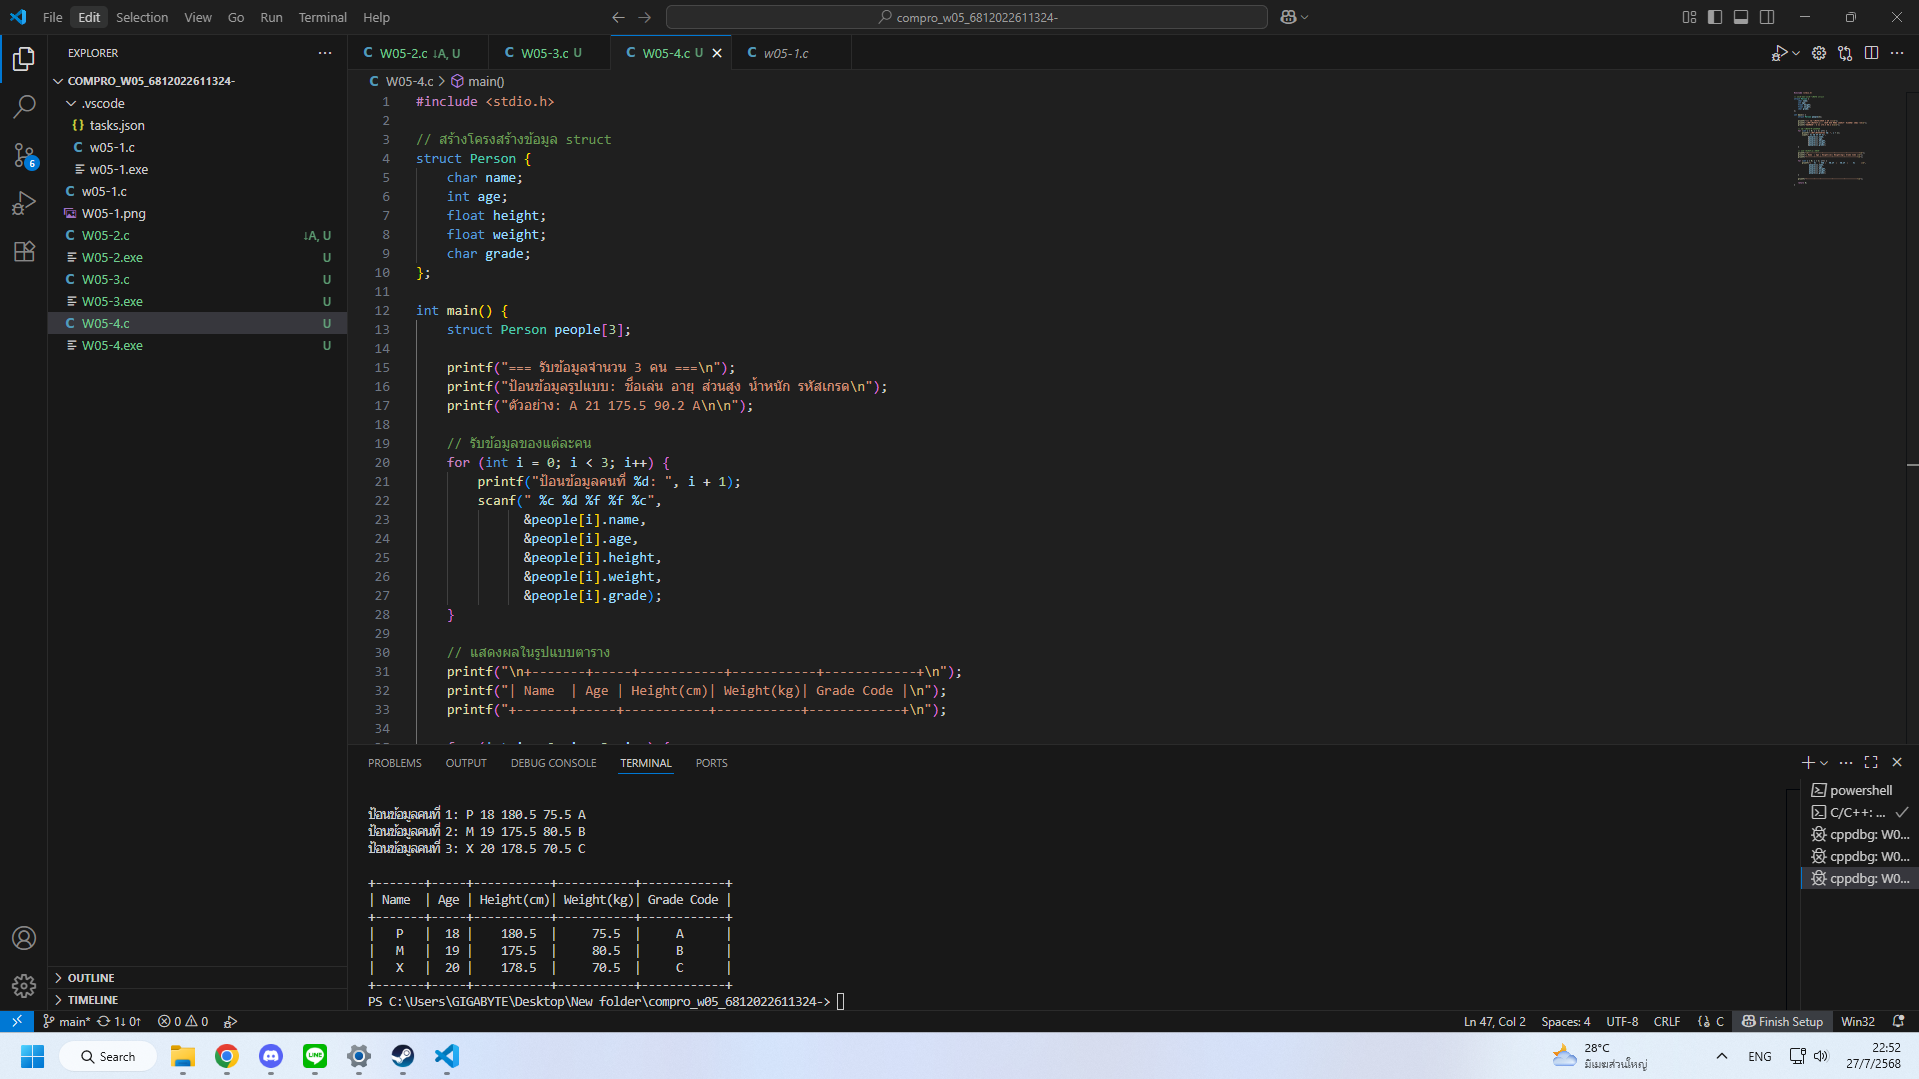 File Edit Selection View Go Run Terminal Help
compro_w05_6812022611324-
EXPLORER
COMPRO_W05_6812022611324-
.vscode
{} tasks.json
C w05-1.c
w05-1.exe
C w05-1.c
W05-1.png
C W05-2.c ↓A, U
W05-2.exe U
C W05-3.c U
W05-3.exe U
C W05-4.c U
W05-4.exe U
OUTLINE
TIMELINE
6
C W05-2.c ↓A, U
C W05-3.c U
C W05-4.c U
C w05-1.c
C W05-4.c > main()
1 #include <stdio.h>
2
3 // สร้างโครงสร้างข้อมูล struct
4 struct Person {
5 char name;
6 int age;
7 float height;
8 float weight;
9 char grade;
10 };
11
12 int main() {
13 struct Person people[3];
14
15 printf("=== รับข้อมูลจำนวน 3 คน ===\n");
16 printf("ป้อนข้อมูลรูปแบบ: ชื่อเล่น อายุ ส่วนสูง น้ำหนัก รหัสเกรด\n");
17 printf("ตัวอย่าง: A 21 175.5 90.2 A\n\n");
18
19 // รับข้อมูลของแต่ละคน
20 for (int i = 0; i < 3; i++) {
21 printf("ป้อนข้อมูลคนที่ %d: ", i + 1);
22 scanf(" %c %d %f %f %c",
23 &people[i].name,
24 &people[i].age,
25 &people[i].height,
26 &people[i].weight,
27 &people[i].grade);
28 }
29
30 // แสดงผลในรูปแบบตาราง
31 printf("\n+-------+-----+-----------+-----------+------------+\n");
32 printf("| Name  | Age | Height(cm)| Weight(kg)| Grade Code |\n");
33 printf("+-------+-----+-----------+-----------+------------+\n");
34
PROBLEMS OUTPUT DEBUG CONSOLE TERMINAL PORTS
ป้อนข้อมูลคนที่ 1: P 18 180.5 75.5 A
ป้อนข้อมูลคนที่ 2: M 19 175.5 80.5 B
ป้อนข้อมูลคนที่ 3: X 20 178.5 70.5 C
+-------+-----+-----------+-----------+------------+
| Name  | Age | Height(cm)| Weight(kg)| Grade Code |
+-------+-----+-----------+-----------+------------+
|   P   |  18 |    180.5  |     75.5  |     A      |
|   M   |  19 |    175.5  |     80.5  |     B      |
|   X   |  20 |    178.5  |     70.5  |     C      |
+-------+-----+-----------+-----------+------------+
PS C:\Users\GIGABYTE\Desktop\New folder\compro_w05_6812022611324->
powershell
C/C++: ...
cppdbg: W0...
cppdbg: W0...
cppdbg: W0...
main* 1↓ 0↑ 0 0
Ln 47, Col 2 Spaces: 4 UTF-8 CRLF {} C Finish Setup Win32
Search
28°C
มีเมฆส่วนใหญ่
ENG
22:52
27/7/2568